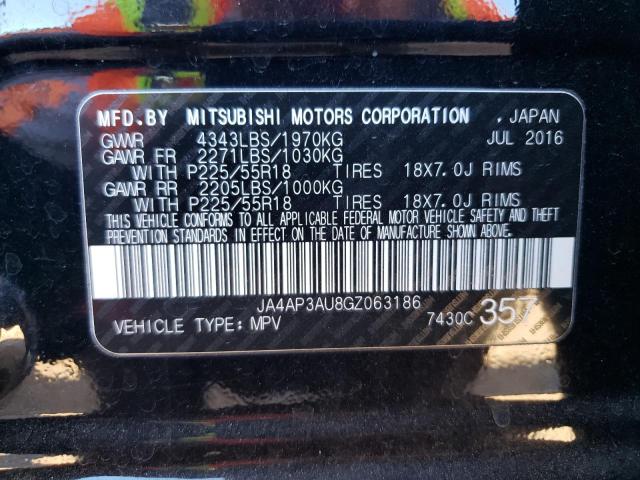 MFD.BY MITSUBISHI MOTORS CORPORATION , JAPAN
GVWR 4343LBS/1970KG JUL 2016
GAWR FR 2271LBS/1030KG
WITH P225/55R18 TIRES 18X7.0J RIMS
GAWR RR 2205LBS/1000KG
WITH P225/55R18 TIRES 18X7.0J RIMS
THIS VEHICLE CONFORMS TO ALL APPLICABLE FEDERAL MOTOR VEHICLE SAFETY AND THEFT
PREVENTION STANDARDS IN EFFECT ON THE DATE OF MANUFACTURE SHOWN ABOVE.
JA4AP3AU8GZ063186
VEHICLE TYPE: MPV 7430C 357